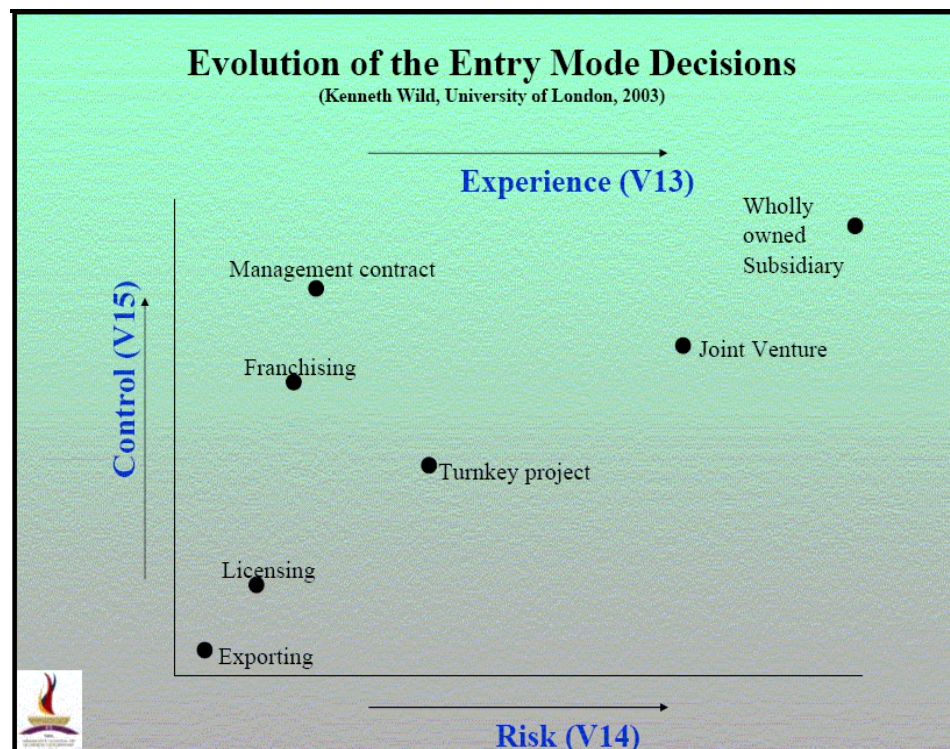 Evolution of the Entry Mode Decisions
(Kenneth Wild, University of London, 2003)
Experience (V13)
Wholly
owned
Subsidiary
Management contract
Control (V15)
Joint Venture
Franchising
Turnkey project
Licensing
Exporting
Risk (V14)